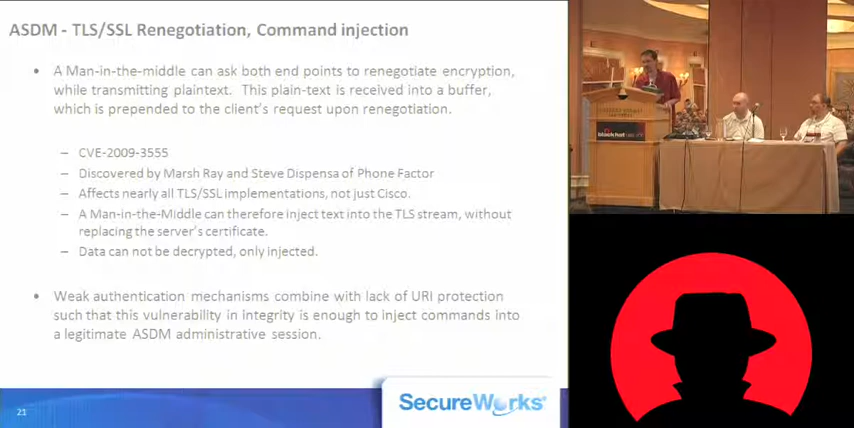 ASDM - TLS/SSL Renegotiation, Command injection
• A Man-in-the-middle can ask both end points to renegotiate encryption,
while transmitting plaintext. This plain-text is received into a buffer,
which is prepended to the client's request upon renegotiation.
– CVE-2009-3555
– Discovered by Marsh Ray and Steve Dispensa of Phone Factor
– Affects nearly all TLS/SSL implementations, not just Cisco.
– A Man-in-the-Middle can therefore inject text into the TLS stream, without
replacing the server's certificate.
– Data can not be decrypted, only injected.
• Weak authentication mechanisms combine with lack of URI protection
such that this vulnerability in integrity is enough to inject commands into
a legitimate ASDM administrative session.
21
SecureWorks